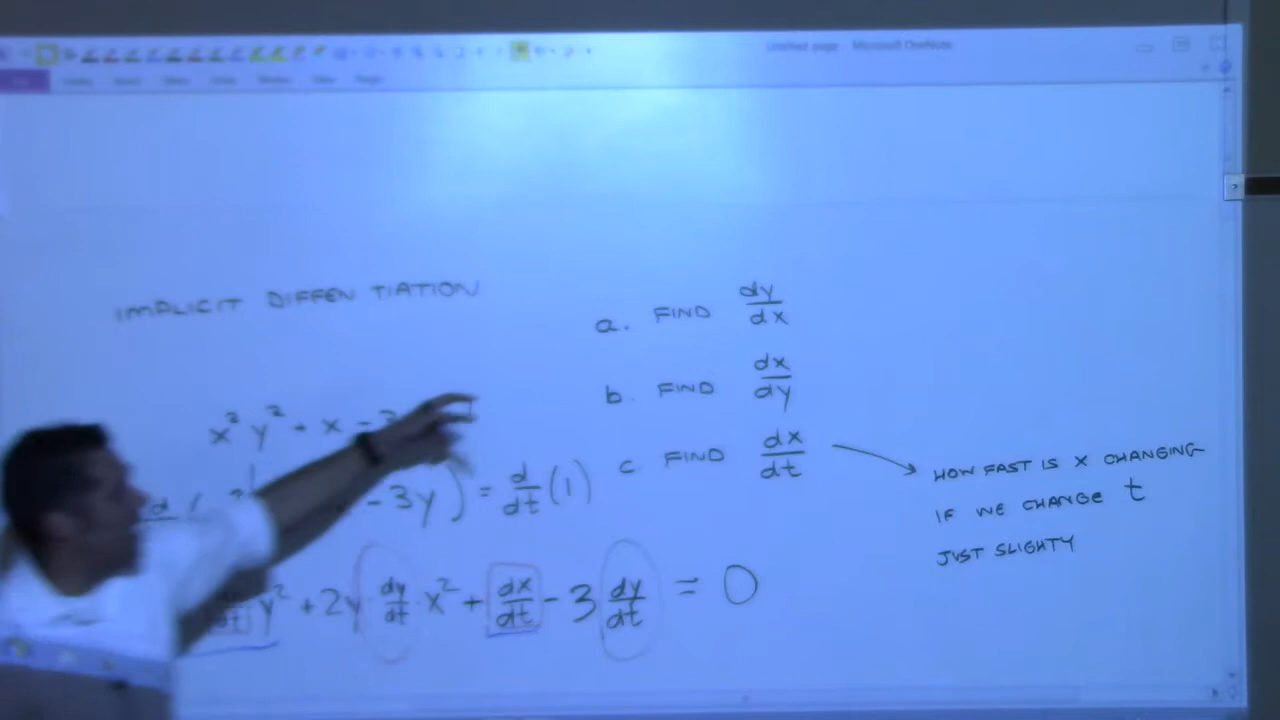 Untitled page - Microsoft OneNote
IMPLICIT DIFFEN TIATION
a. FIND dy/dx
b. FIND dx/dy
c FIND dx/dt
x² y² + x - 3
- 3y ) = d/dt (1)
y² + 2y dy/dt · x² + dx/dt - 3 dy/dt = 0
HOW FAST IS X CHANGING
IF WE CHANGE t
JUST SLIGHTY